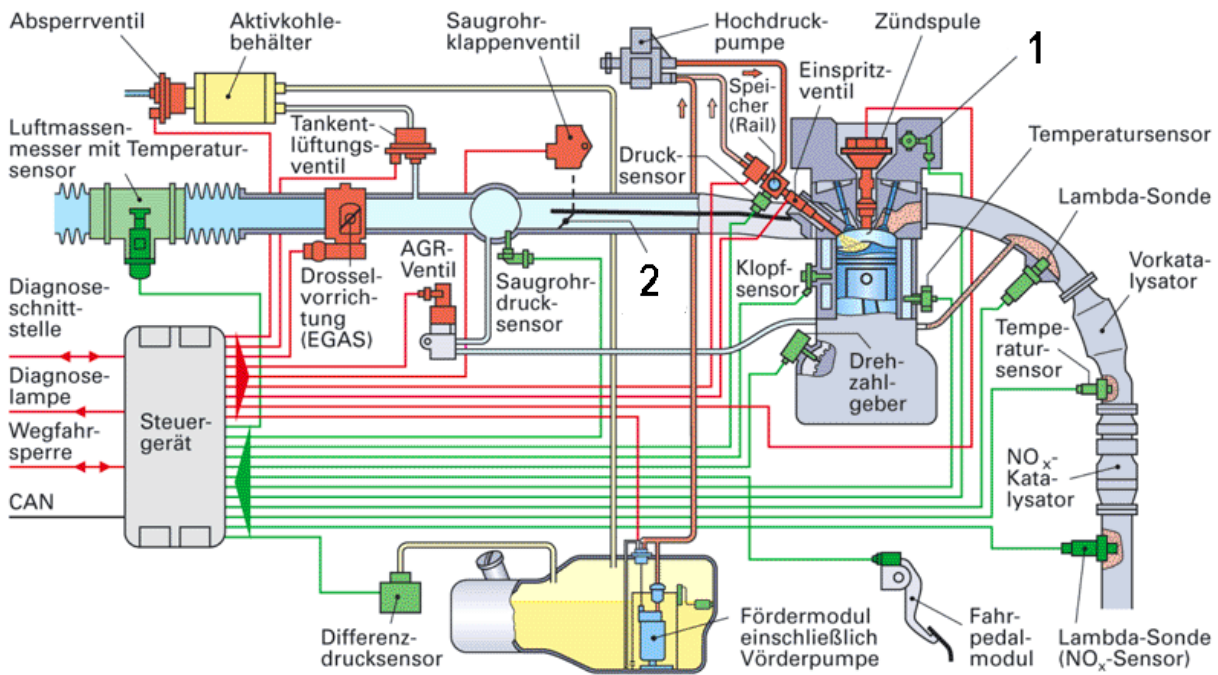 Absperrventil
Aktivkohle-
behälter
Saugrohr-
klappenventil
Hochdruck-
pumpe
Zündspule
1
Luftmassen-
messer mit Temperatur-
sensor
Tankent-
lüftungs-
ventil
Spei-
cher
(Rail)
Einspritz-
ventil
Druck-
sensor
Temperatursensor
Lambda-Sonde
AGR-
Ventil
2
Klopf-
sensor
Vorkata-
lysator
Diagnose-
schnitt-
stelle
Drossel-
vorrich-
tung
(EGAS)
Saugrohr-
druck-
sensor
Tempe-
ratur-
sensor
Dreh-
zahl-
geber
Diagnose-
lampe
Wegfahr-
sperre
CAN
Steuer-
gerät
NOx-
Kata-
lysator
Differenz-
drucksensor
Fördermodul
einschließlich
Vörderpumpe
Fahr-
pedal-
modul
Lambda-Sonde
(NOx-Sensor)